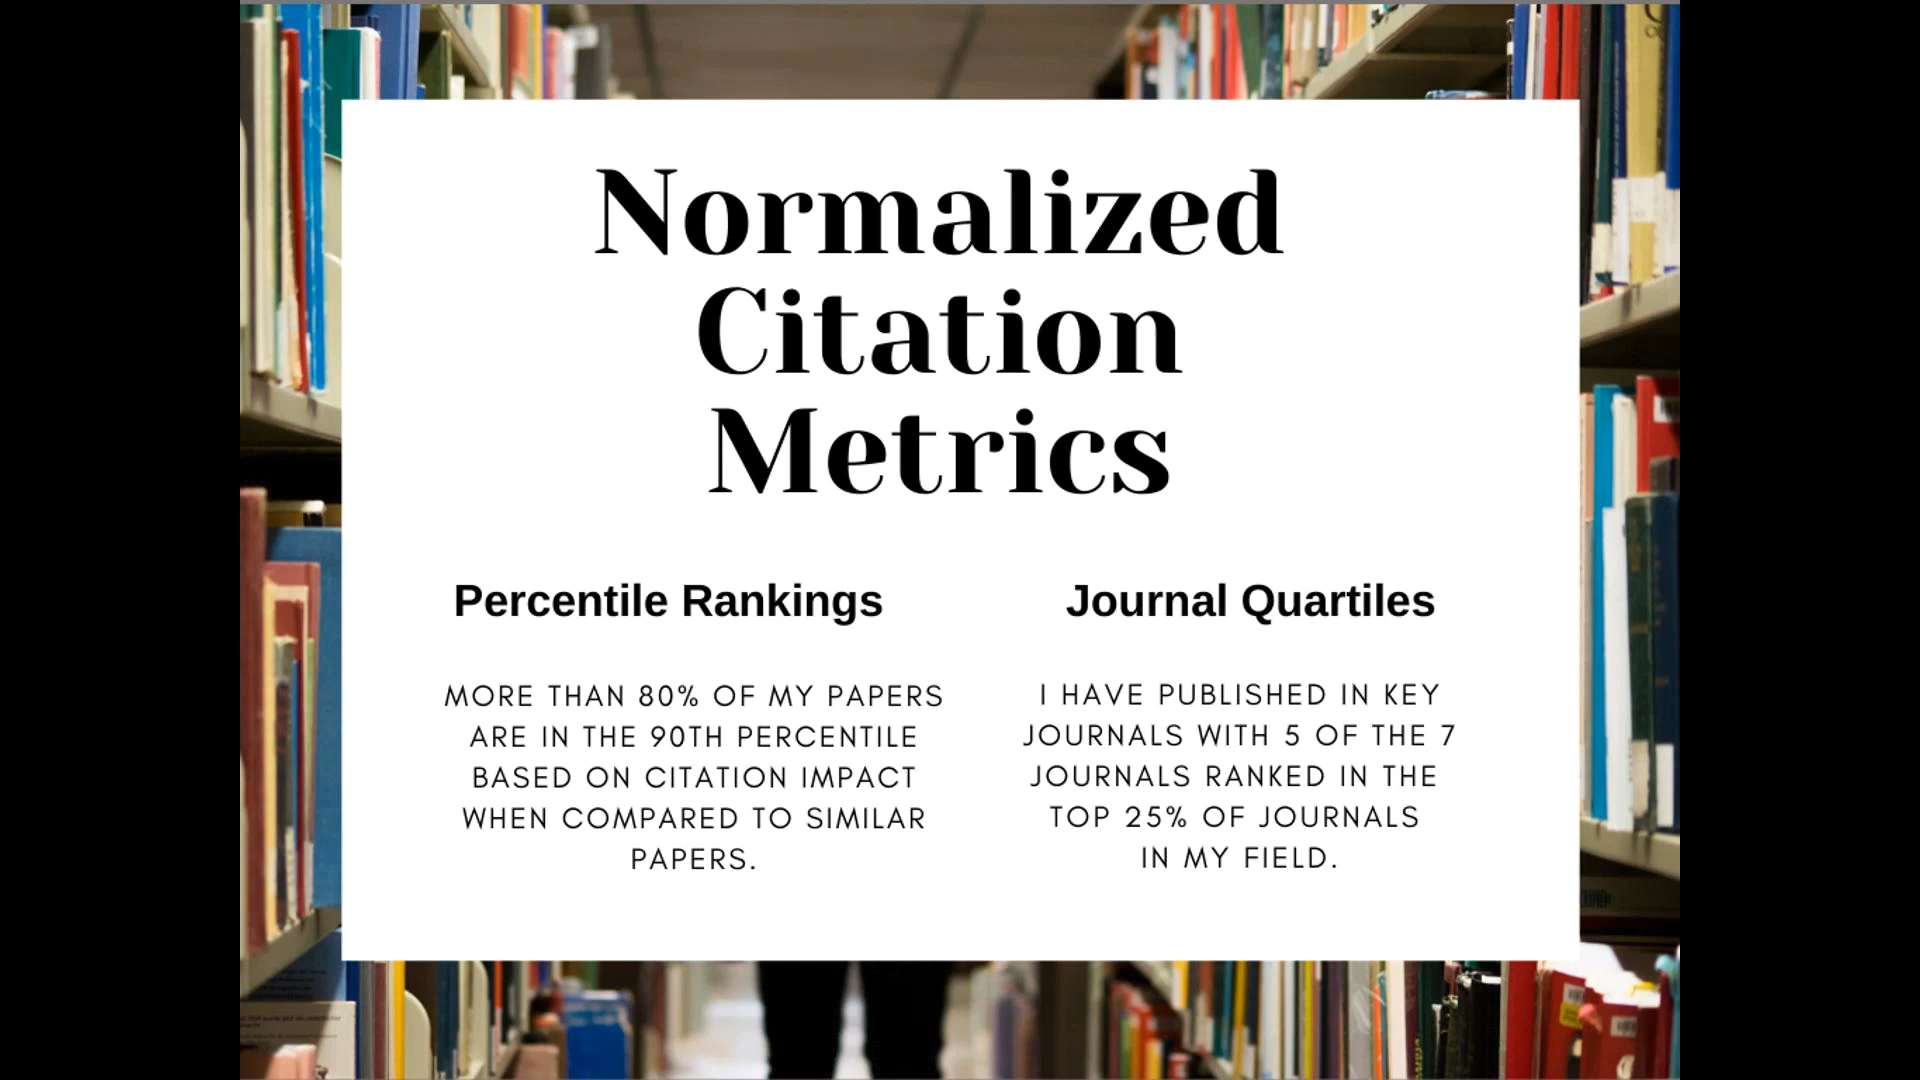 Normalized
Citation
Metrics
Percentile Rankings
MORE THAN 80% OF MY PAPERS
ARE IN THE 90TH PERCENTILE
BASED ON CITATION IMPACT
WHEN COMPARED TO SIMILAR
PAPERS.
Journal Quartiles
I HAVE PUBLISHED IN KEY
JOURNALS WITH 5 OF THE 7
JOURNALS RANKED IN THE
TOP 25% OF JOURNALS
IN MY FIELD.